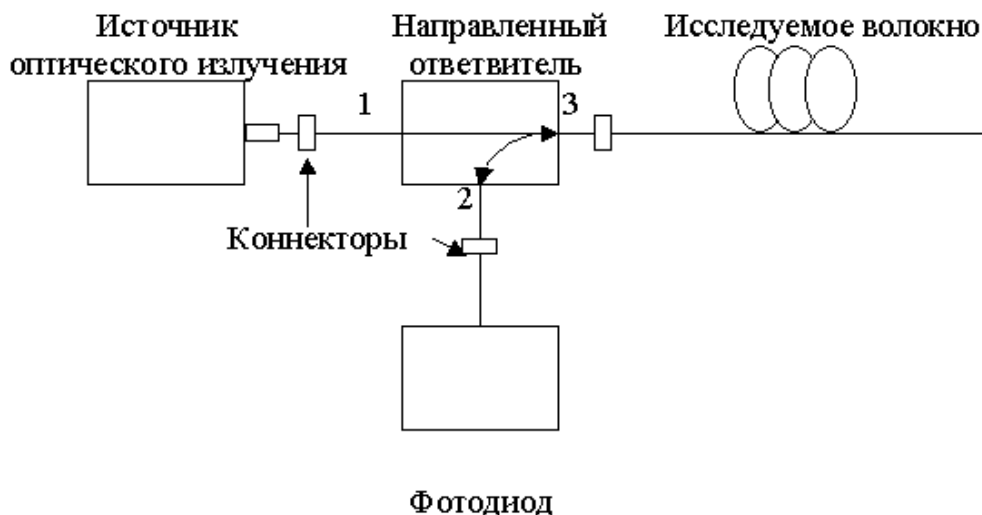 Источник
оптического излучения
Направленный
ответвитель
Исследуемое волокно
1
3
2
Коннекторы
Фотодиод